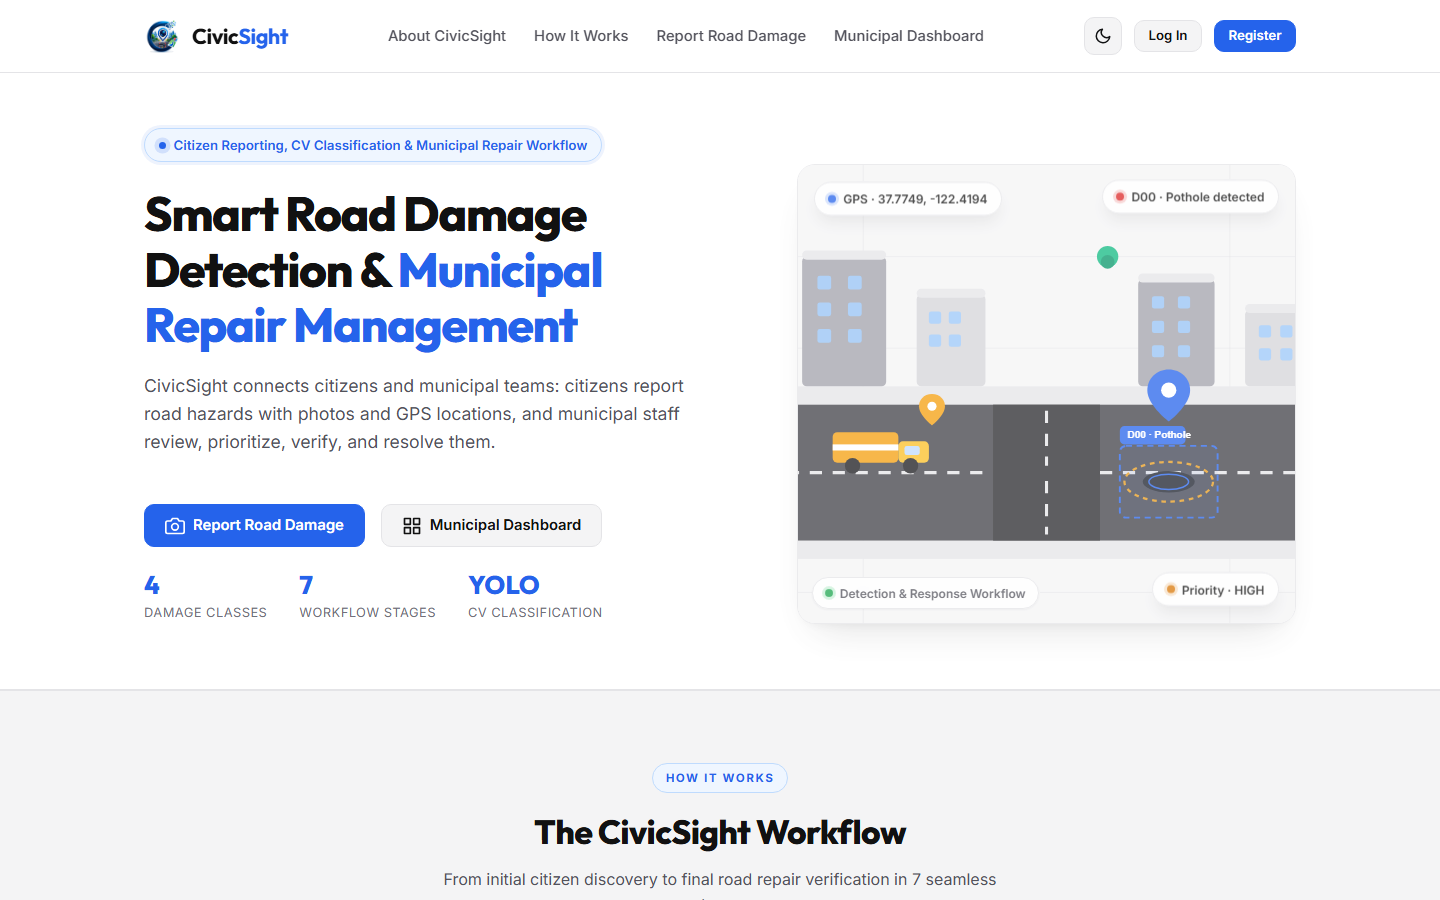 CivicSight
About CivicSight
How It Works
Report Road Damage
Municipal Dashboard
Log In
Register
Citizen Reporting, CV Classification & Municipal Repair Workflow
Smart Road Damage
Detection & Municipal
Repair Management
CivicSight connects citizens and municipal teams: citizens report
road hazards with photos and GPS locations, and municipal staff
review, prioritize, verify, and resolve them.
Report Road Damage
Municipal Dashboard
4
DAMAGE CLASSES
7
WORKFLOW STAGES
YOLO
CV CLASSIFICATION
GPS · 37.7749, -122.4194
D00 · Pothole detected
D00 · Pothole
Detection & Response Workflow
Priority · HIGH
HOW IT WORKS
The CivicSight Workflow
From initial citizen discovery to final road repair verification in 7 seamless